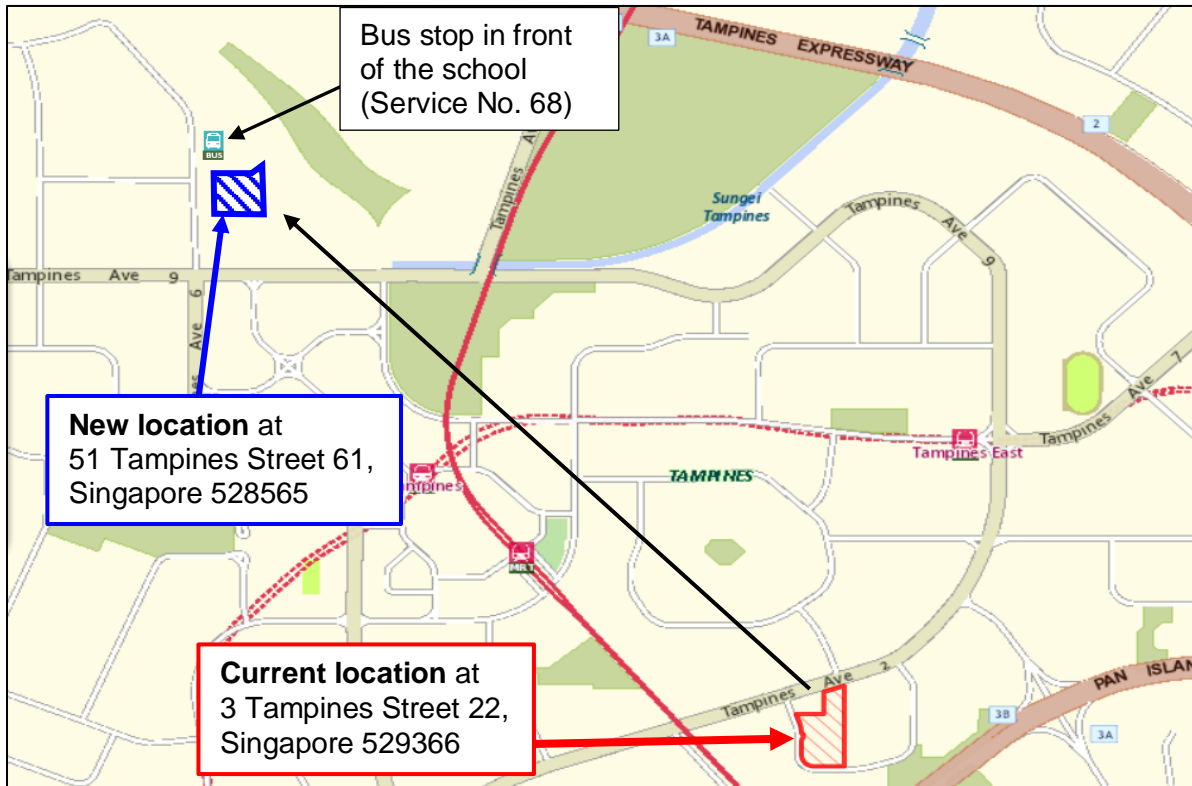 Bus stop in front
of the school
(Service No. 68)
3A
TAMPINES EXPRESSWAY
2
BUS
Tampines
Sungei
Tampines
Tampines Ave 9
Tampines Ave 9
Ave 6
New location at
51 Tampines Street 61,
Singapore 528565
Tampines Ave 7
Tampines East
TAMPINES
MRT
Current location at
3 Tampines Street 22,
Singapore 529366
Tampines Ave 2
PAN ISLAN
3B
3A